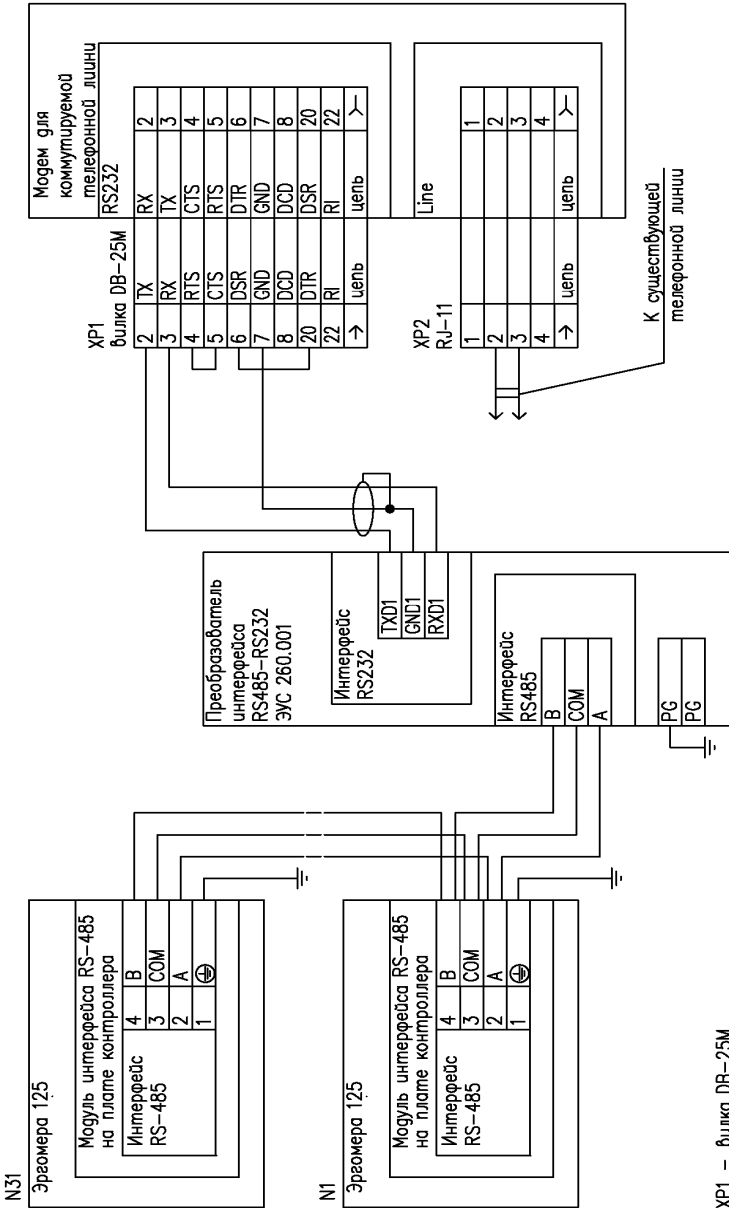 N31
Эргомера 125
Модуль интерфейса RS-485
на плате контроллера
Интерфейс
RS-485
4 B
3 COM
2 A
1
N1
Эргомера 125
Модуль интерфейса RS-485
на плате контроллера
Интерфейс
RS-485
4 B
3 COM
2 A
1
Преобразователь
интерфейса
RS485-RS232
ЭУС 260.001
Интерфейс
RS232
TXD1
GND1
RXD1
Интерфейс
RS485
B
COM
A
PG
PG
XP1
вилка DB-25M
2 TX
3 RX
4 RTS
5 CTS
6 DSR
7 GND
8 DCD
20 DTR
22 RI
цепь
Модем для
коммутируемой
телефонной лиини
RS232
RX 2
TX 3
CTS 4
RTS 5
DTR 6
GND 7
DCD 8
DSR 20
RI 22
цепь
XP2
RJ-11
1
2
3
4
цепь
Line
1
2
3
4
цепь
К существующей
телефонной линии
XP1 - вилка DB-25M